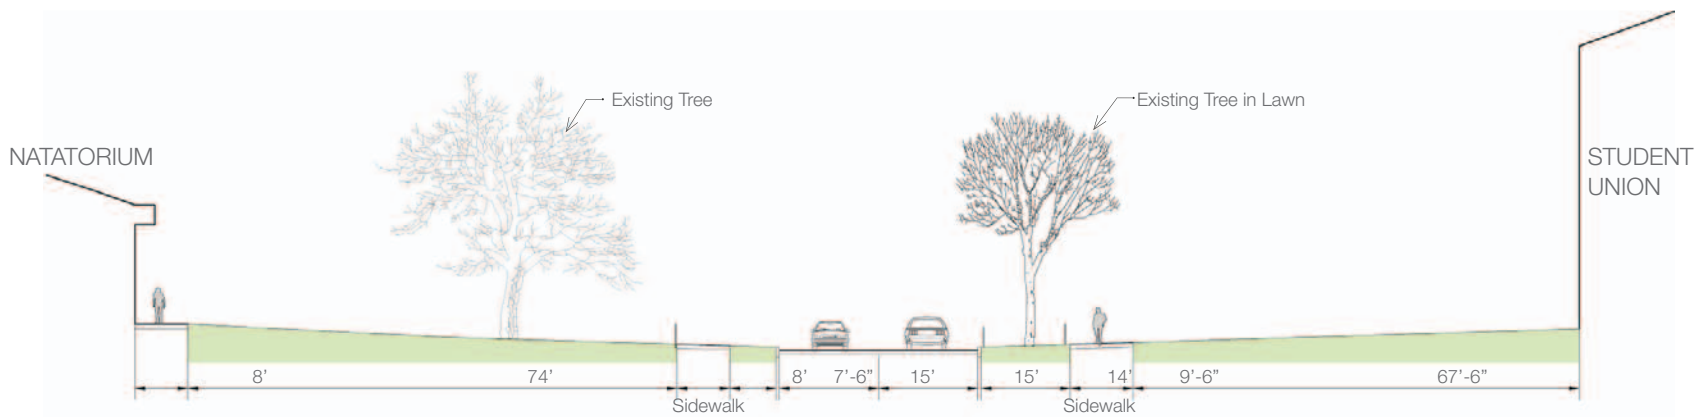 Existing Tree
Existing Tree in Lawn
NATATORIUM
STUDENT
UNION
8’ 74’ 8’ 7’-6” 15’ 15’ 14’ 9’-6” 67’-6”
Sidewalk Sidewalk